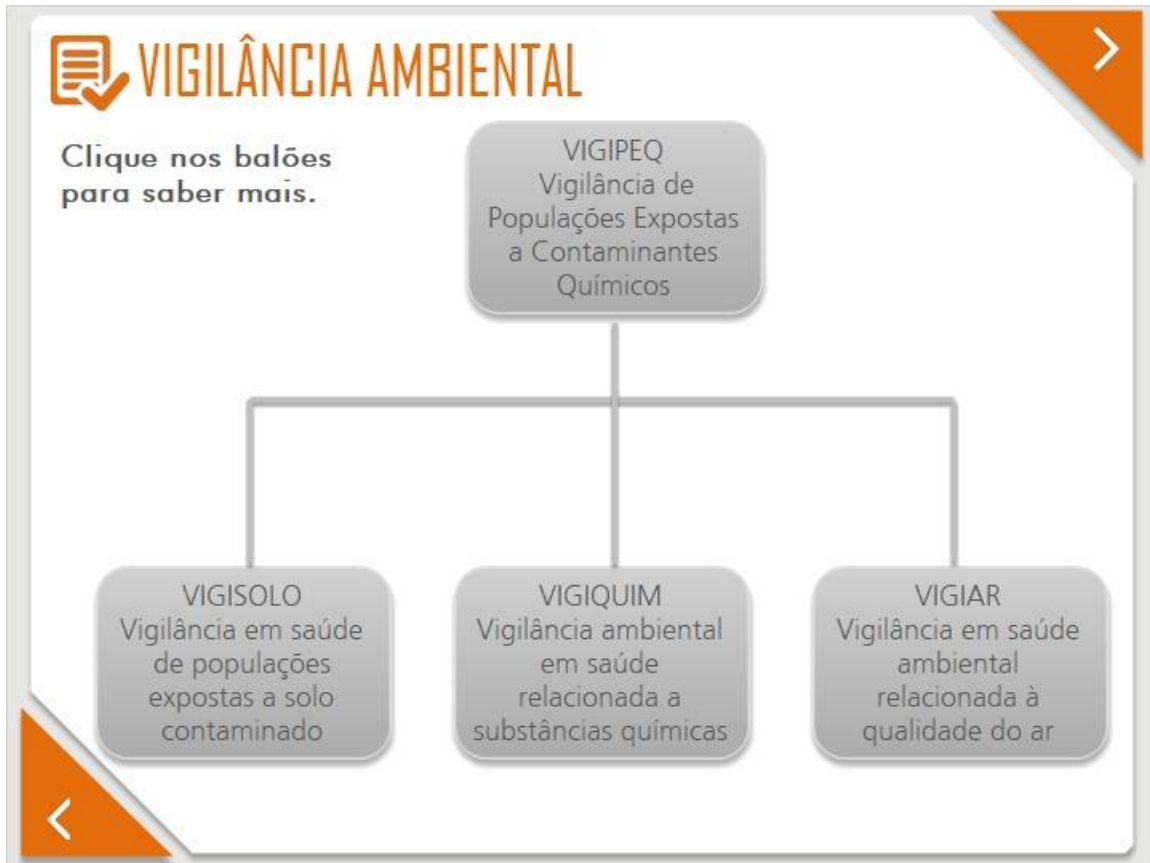 VIGILÂNCIA AMBIENTAL
Clique nos balões
para saber mais.
VIGIPEQ
Vigilância de
Populações Expostas
a Contaminantes
Químicos
VIGISOLO
Vigilância em saúde
de populações
expostas a solo
contaminado
VIGIQUIM
Vigilância ambiental
em saúde
relacionada a
substâncias químicas
VIGIAR
Vigilância em saúde
ambiental
relacionada à
qualidade do ar